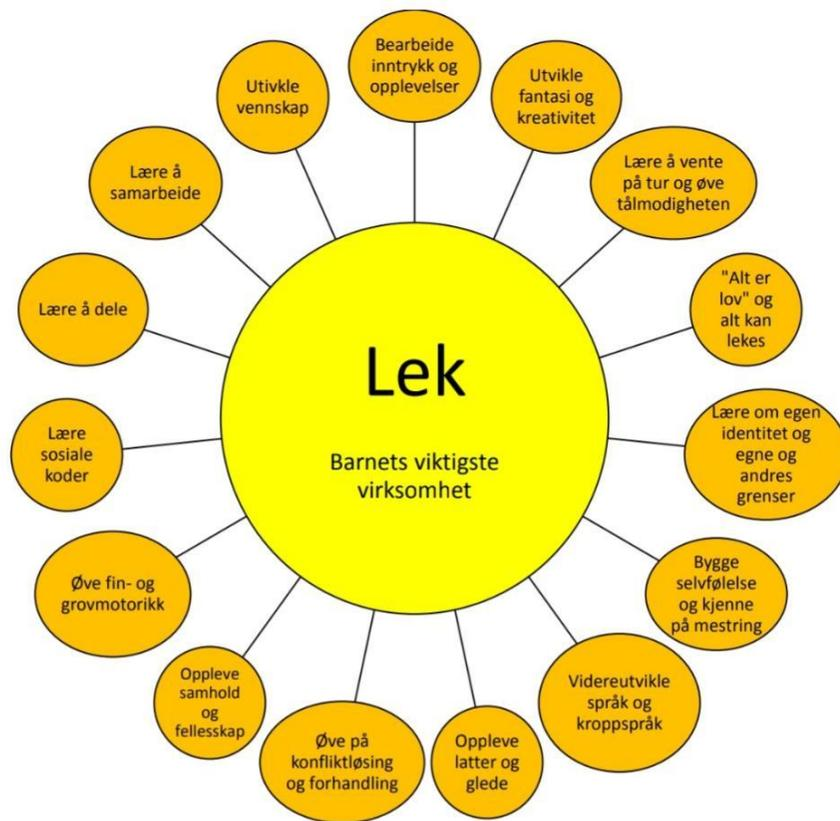 Lek
Barnets viktigste
virksomhet
Bearbeide
inntrykk og
opplevelser
Utvikle
fantasi og
kreativitet
Lære å vente
på tur og øve
tålmodigheten
"Alt er
lov" og
alt kan
lekes
Lære om egen
identitet og
egne og
andres
grenser
Bygge
selvfølelse
og kjenne
på mestring
Videreutvikle
språk og
kroppspråk
Oppleve
latter og
glede
Øve på
konfliktløsing
og forhandling
Oppleve
samhold
og
fellesskap
Øve fin- og
grovmotorikk
Lære
sosiale
koder
Lære å dele
Lære å
samarbeide
Utivkle
vennskap